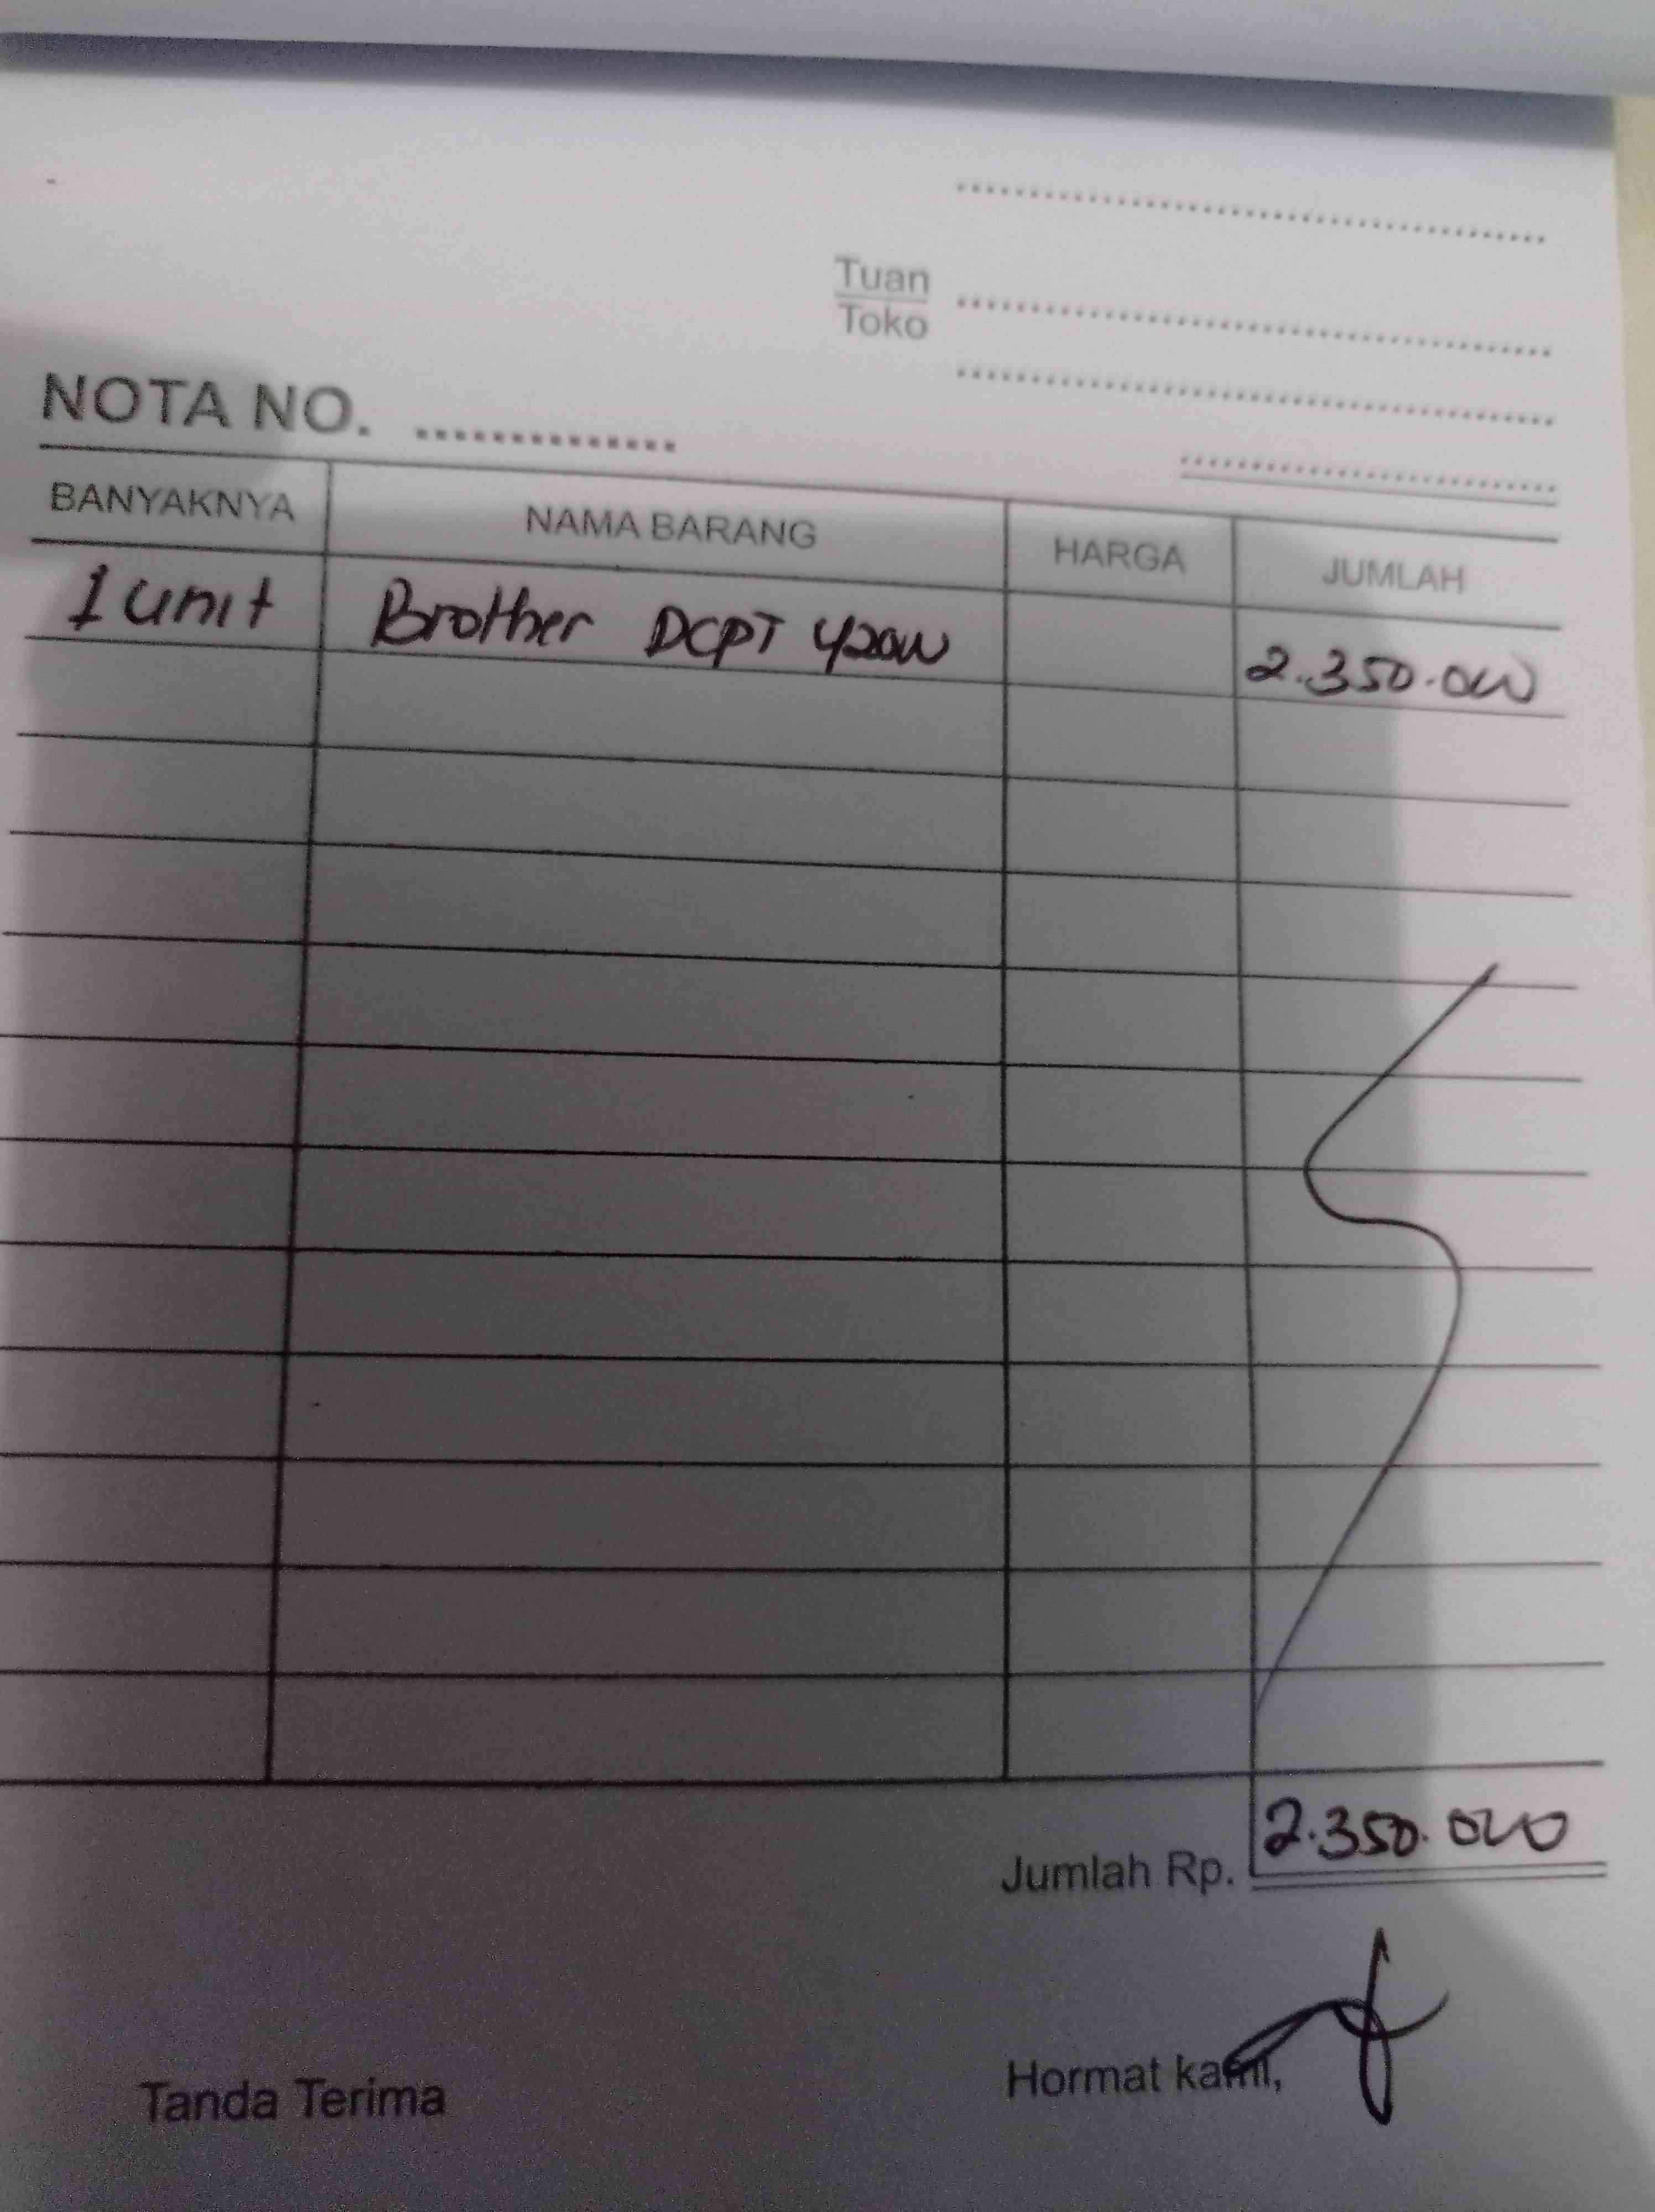 Tuan
Toko
NOTA NO.
BANYAKNYA NAMA BARANG HARGA JUMLAH
1 unit Brother DCPT 420W 2.350.000
Jumlah Rp. 2.350.000
Tanda Terima Hormat kami,